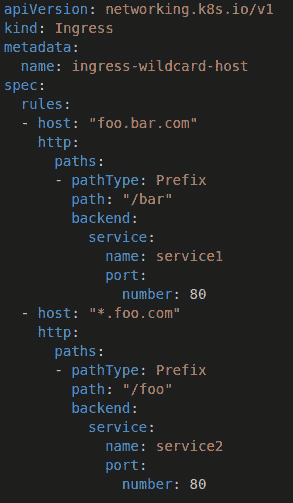 apiVersion: networking.k8s.io/v1
kind: Ingress
metadata:
  name: ingress-wildcard-host
spec:
  rules:
  - host: "foo.bar.com"
    http:
      paths:
      - pathType: Prefix
        path: "/bar"
        backend:
          service:
            name: service1
            port:
              number: 80
  - host: "*.foo.com"
    http:
      paths:
      - pathType: Prefix
        path: "/foo"
        backend:
          service:
            name: service2
            port:
              number: 80